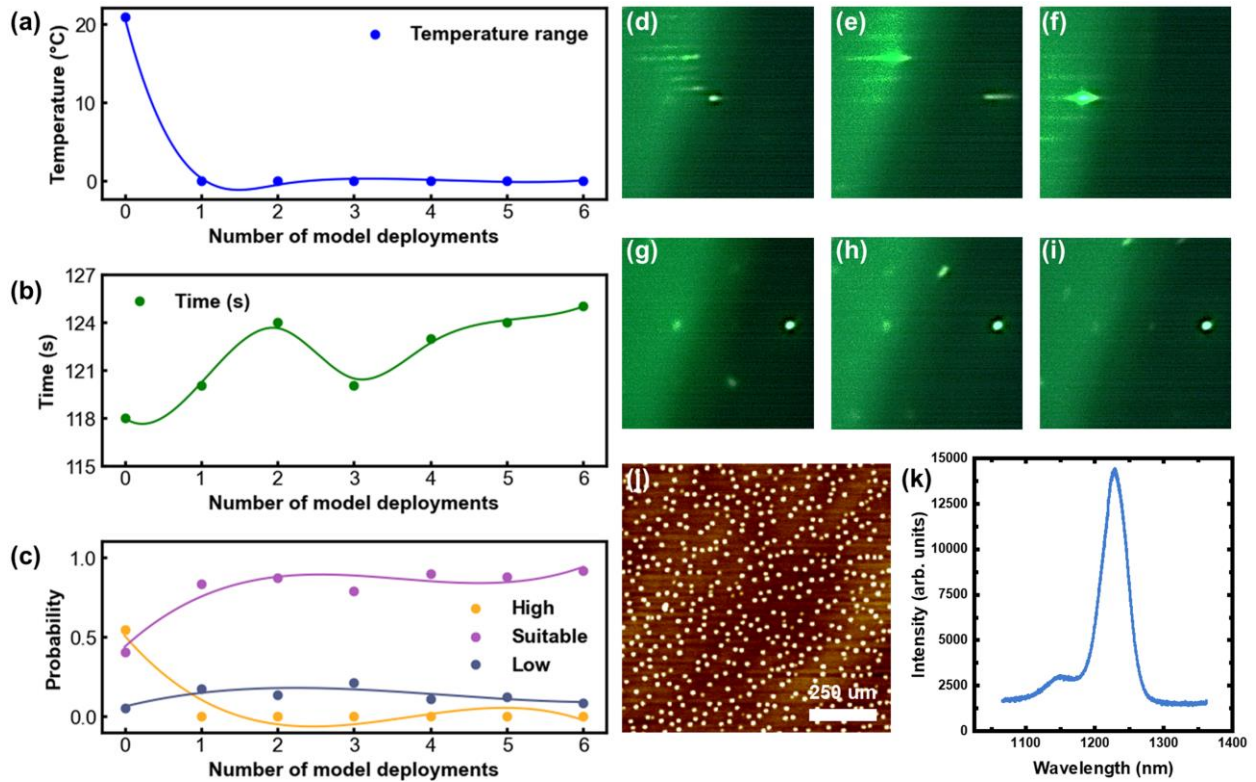 (a)
Temperature (°C)
20
10
0
Temperature range
0 1 2 3 4 5 6
Number of model deployments
(b)
Time (s)
127
124
121
118
115
Time (s)
0 1 2 3 4 5 6
Number of model deployments
(c)
Probability
1.0
0.5
0.0
High
Suitable
Low
0 1 2 3 4 5 6
Number of model deployments
(d)
(e)
(f)
(g)
(h)
(i)
(j)
250 um
(k)
Intensity (arb. units)
15000
12500
10000
7500
5000
2500
0
1100 1200 1300 1400
Wavelength (nm)